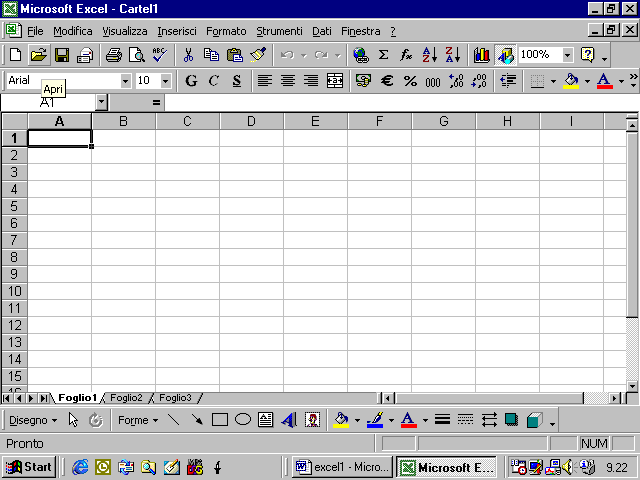 Microsoft Excel - Cartel1
File Modifica Visualizza Inserisci Formato Strumenti Dati Finestra ?
ABC Σ fx A Z Z A 100% ?
Arial 10 G C S € % 000 A
Apri
A1 =
A B C D E F G H I
1
2
3
4
5
6
7
8
9
10
11
12
13
14
15
16
Foglio1 Foglio2 Foglio3
Disegno Forme A A
Pronto NUM
Start excel1 - Micro... Microsoft E... 9.22